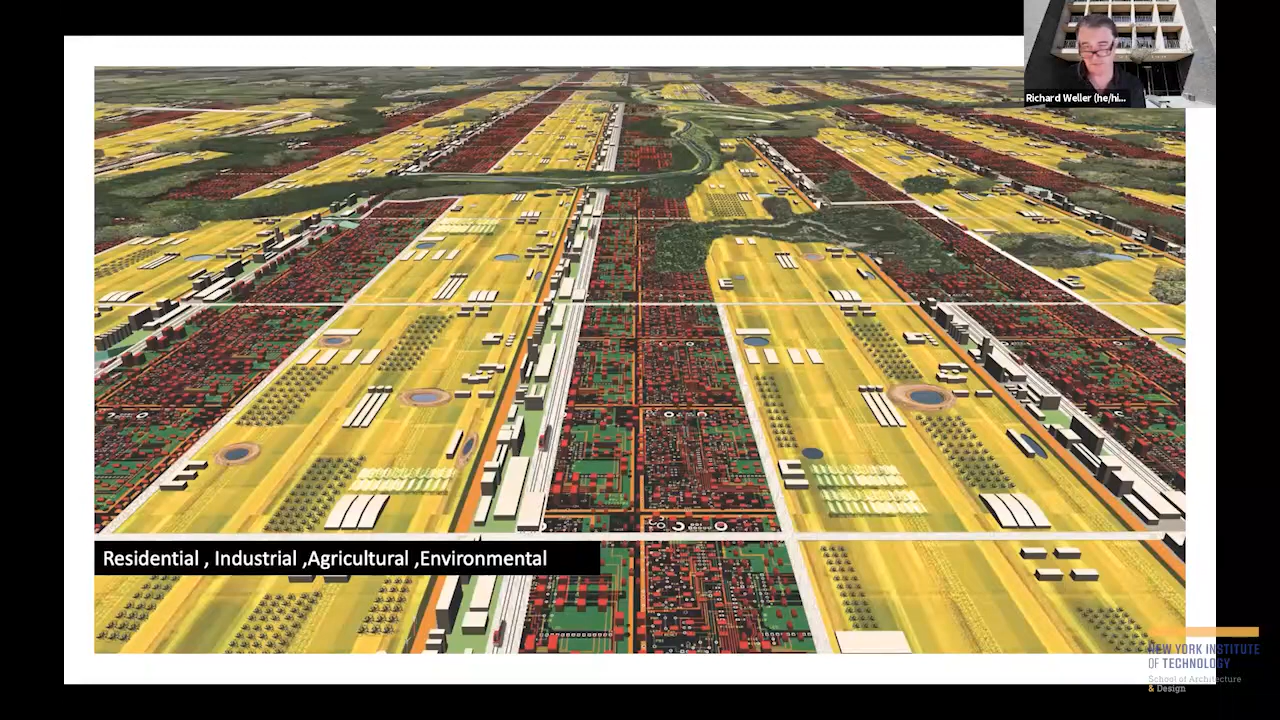 Richard Weller (he/hi...
Residential , Industrial ,Agricultural ,Environmental
NEW YORK INSTITUTE
OF TECHNOLOGY
School of Architecture
& Design